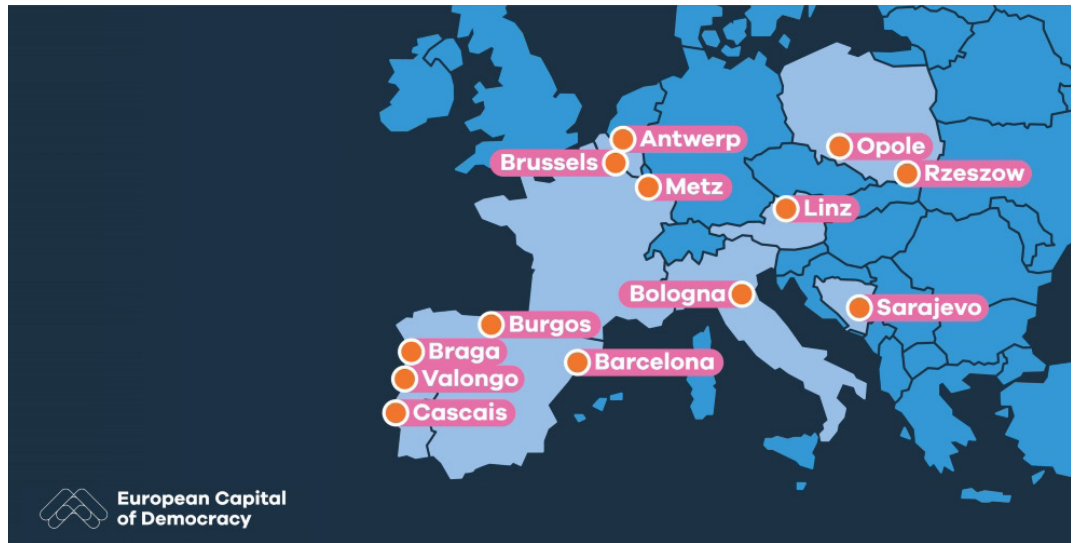 Antwerp
Brussels
Opole
Rzeszow
Metz
Linz
Bologna
Sarajevo
Burgos
Braga
Barcelona
Valongo
Cascais
European Capital
of Democracy